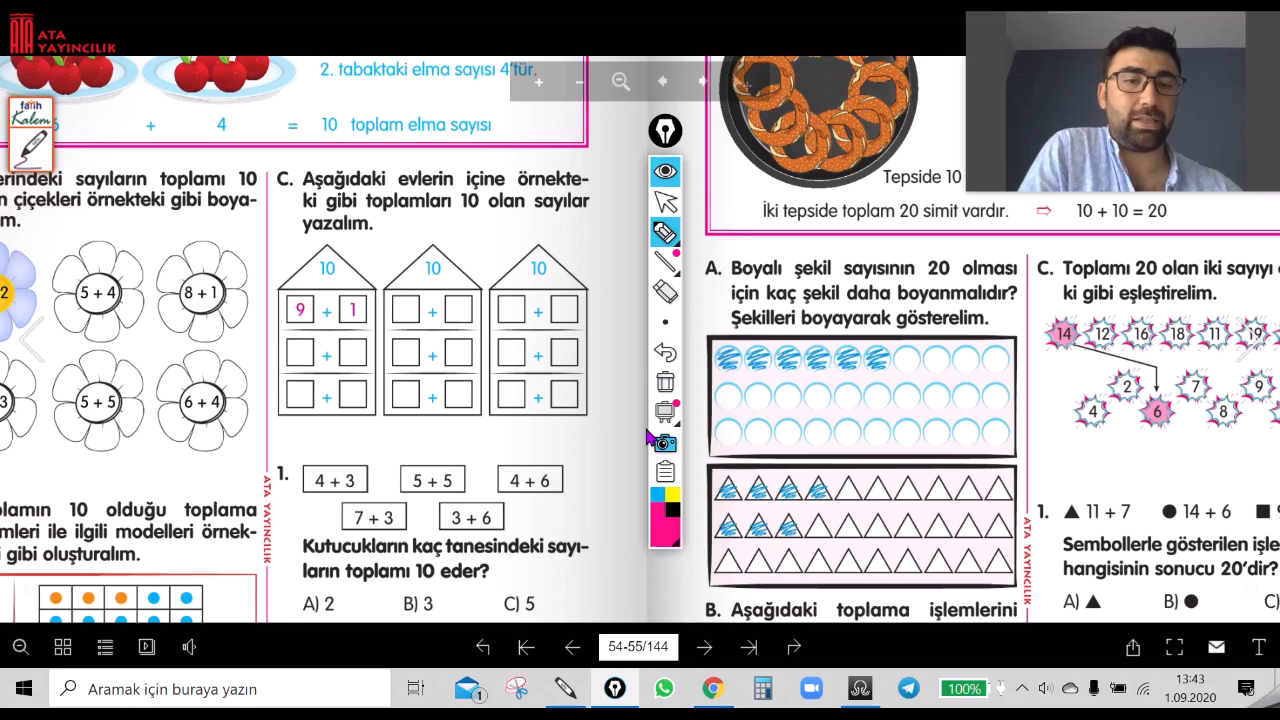 ATA
YAYINCILIK
2. tabaktaki elma sayısı 4'tür.
fatih
Kalem
6 + 4 = 10 toplam elma sayısı
erindeki sayıların toplamı 10
n çiçekleri örnekteki gibi boya-
m.
2
5 + 4
8 + 1
3
5 + 5
6 + 4
plamın 10 olduğu toplama
mleri ile ilgili modelleri örnek-
i gibi oluşturalım.
ATA YAYINCILIK
C. Aşağıdaki evlerin içine örnekte-
ki gibi toplamları 10 olan sayılar
yazalım.
10 10 10
9 + 1 + +
+ + +
+ + +
1. 4 + 3 5 + 5 4 + 6
7 + 3 3 + 6
Kutucukların kaç tanesindeki sayı-
ların toplamı 10 eder?
A) 2 B) 3 C) 5
Tepside 10
İki tepside toplam 20 simit vardır. ⇨ 10 + 10 = 20
A. Boyalı şekil sayısının 20 olması
için kaç şekil daha boyanmalıdır?
Şekilleri boyayarak gösterelim.
B. Aşağıdaki toplama işlemlerini
ATA YAYINCILIK
C. Toplamı 20 olan iki sayıyı
ki gibi eşleştirelim.
14 12 16 18 11 19
2 7 9
4 6 8
1. ▲ 11 + 7 ● 14 + 6 ■ 9
Sembollerle gösterilen işle
hangisinin sonucu 20'dir?
A) ▲ B) ● C)
54-55/144
Aramak için buraya yazın
1
100%
13:43
1.09.2020